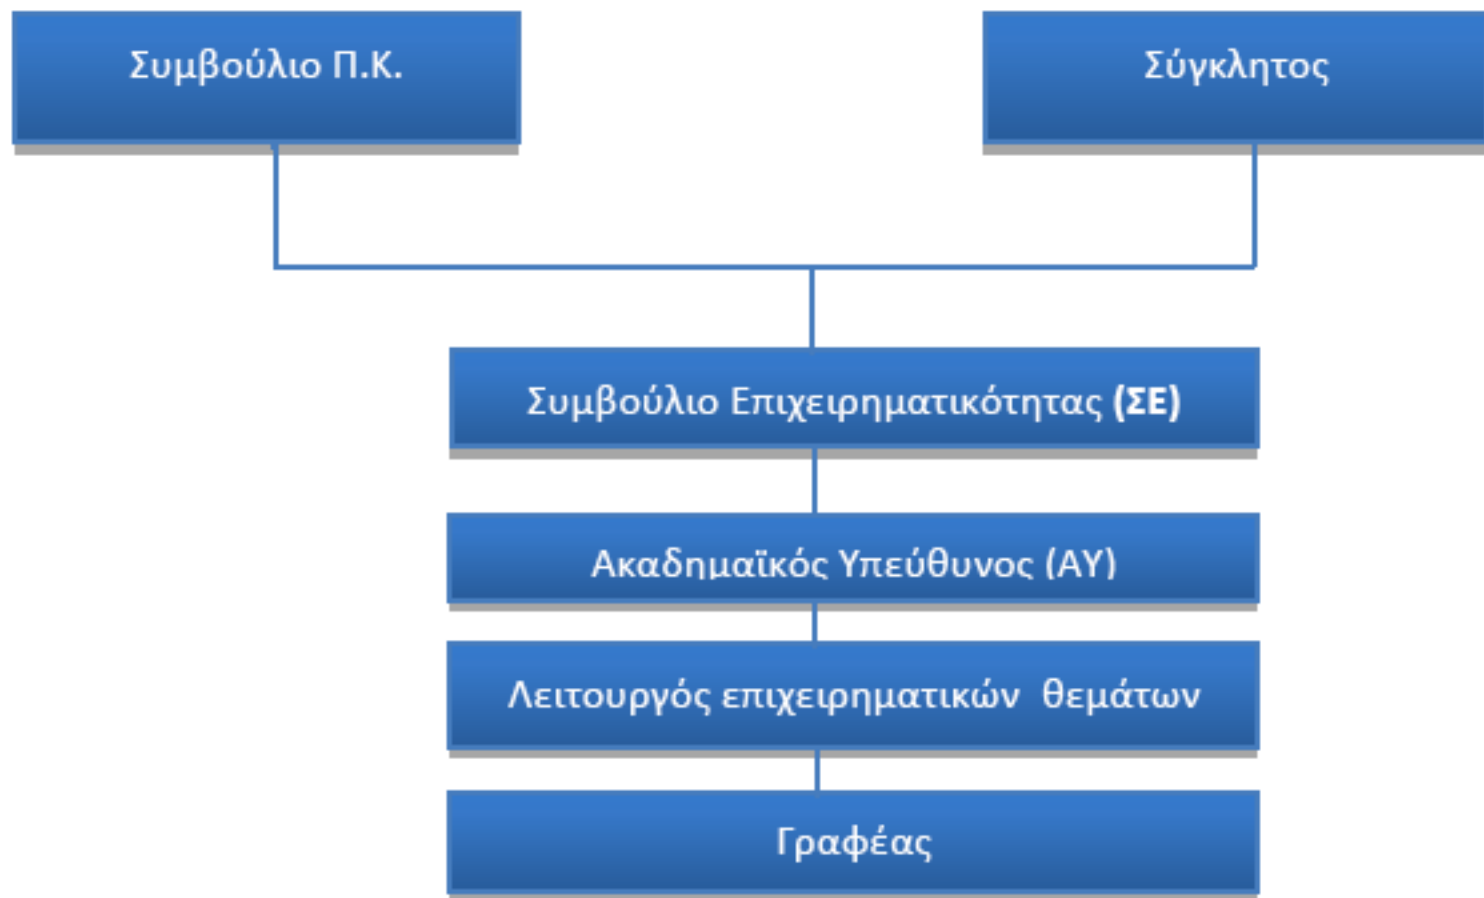 Συμβούλιο Π.Κ.
Σύγκλητος
Συμβούλιο Επιχειρηματικότητας (ΣΕ)
Ακαδημαϊκός Υπεύθυνος (ΑΥ)
Λειτουργός επιχειρηματικών  θεμάτων
Γραφέας